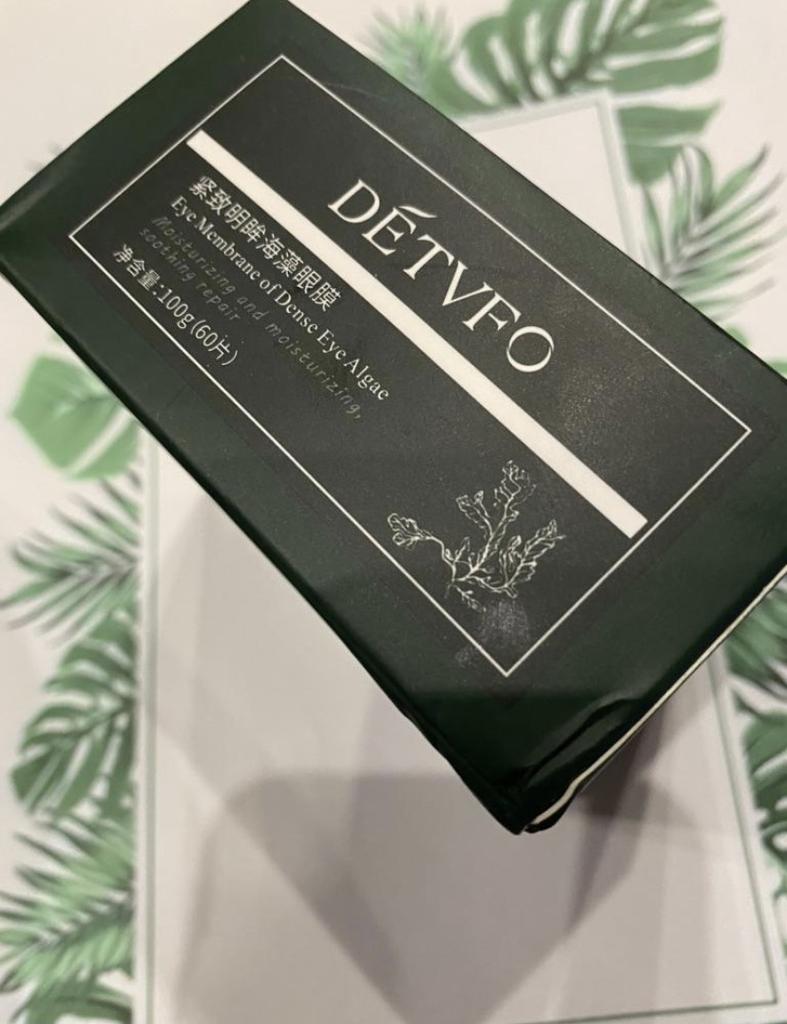 DÉTVFO
紧致明眸海藻眼膜
Eye Membrane of Dense Eye Algae
Moisturizing and moisturizing,
soothing repair
净含量:100g(60片)